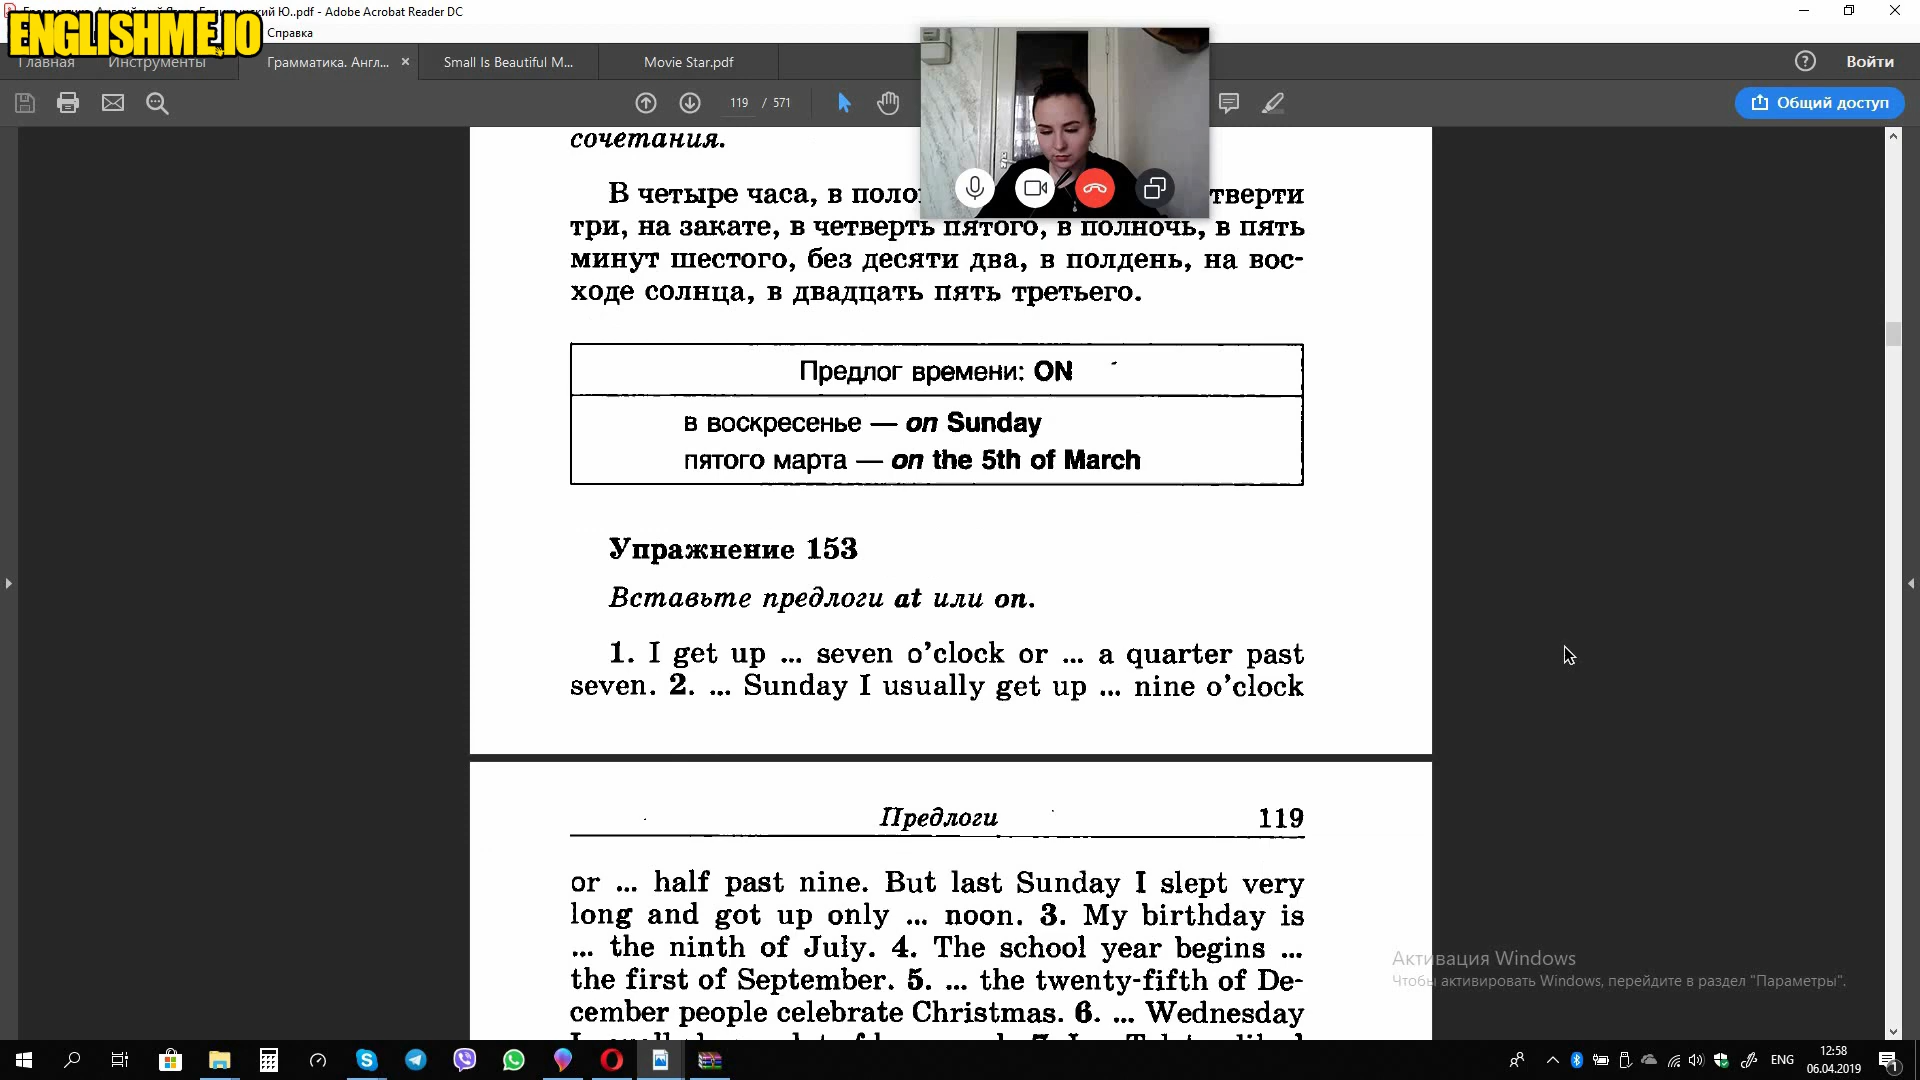 ENGLISHME.IO
Ю..pdf - Adobe Acrobat Reader DC
Справка
Главная Инструменты Грамматика. Англ... × Small Is Beautiful M... Movie Star.pdf Войти
119 / 571 Общий доступ
сочетания.
В четыре часа, в
тверти
три, на закате, в четверть пятого, в полночь, в пять
минут шестого, без десяти два, в полдень, на вос-
ходе солнца, в двадцать пять третьего.
Предлог времени: ON
в воскресенье — on Sunday
пятого марта — on the 5th of March
Упражнение 153
Вставьте предлоги at или on.
1. I get up ... seven o’clock or ... a quarter past
seven. 2. ... Sunday I usually get up ... nine o’clock
Предлоги 119
or ... half past nine. But last Sunday I slept very
long and got up only ... noon. 3. My birthday is
... the ninth of July. 4. The school year begins ...
the first of September. 5. ... the twenty-fifth of De-
cember people celebrate Christmas. 6. ... Wednesday
Активация Windows
Чтобы активировать Windows, перейдите в раздел "Параметры".
ENG
12:58
06.04.2019
1